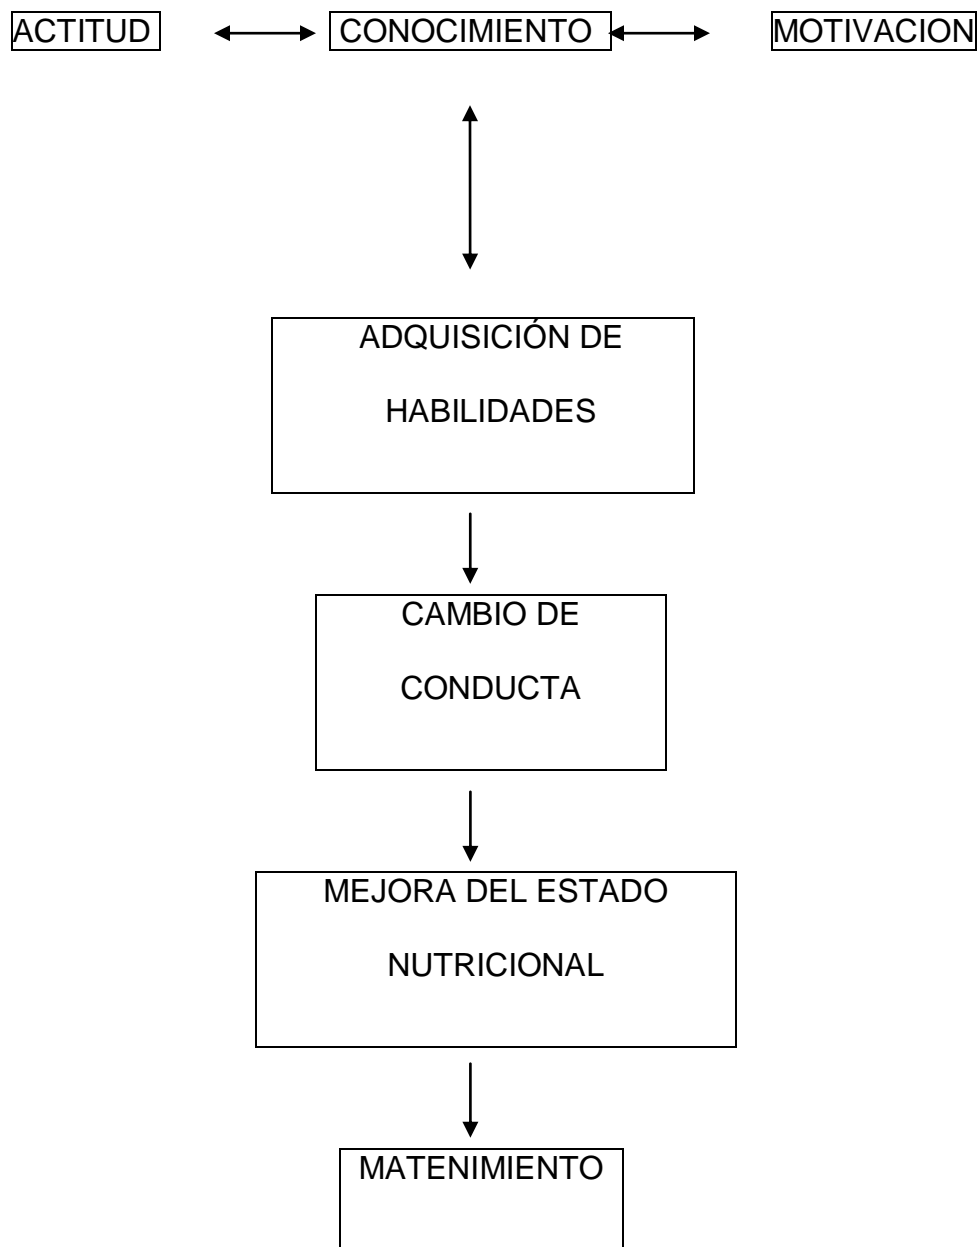 ACTITUD CONOCIMIENTO MOTIVACION
ADQUISICIÓN DE
HABILIDADES
CAMBIO DE
CONDUCTA
MEJORA DEL ESTADO
NUTRICIONAL
MATENIMIENTO